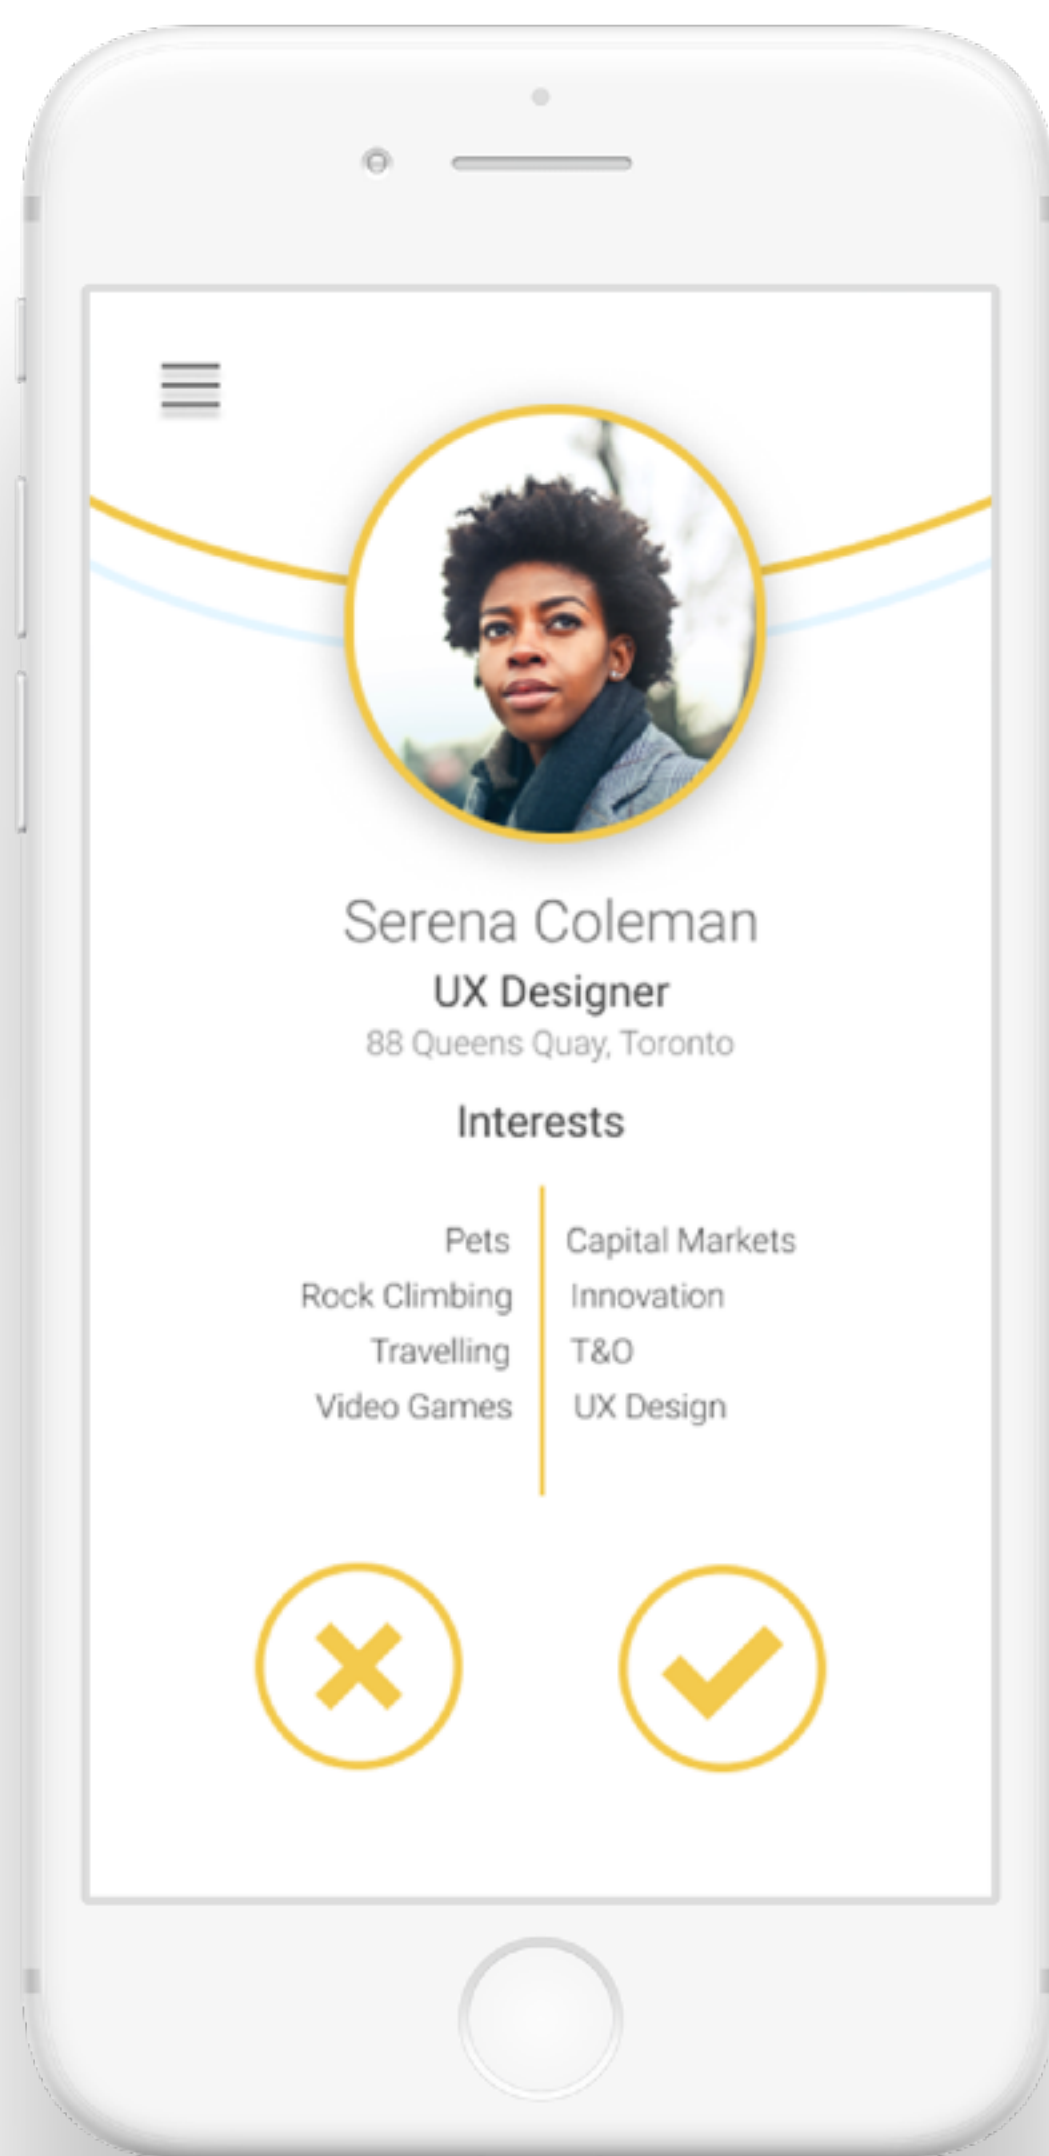 Serena Coleman
UX Designer
88 Queens Quay, Toronto
Interests
Pets
Rock Climbing
Travelling
Video Games
Capital Markets
Innovation
T&O
UX Design